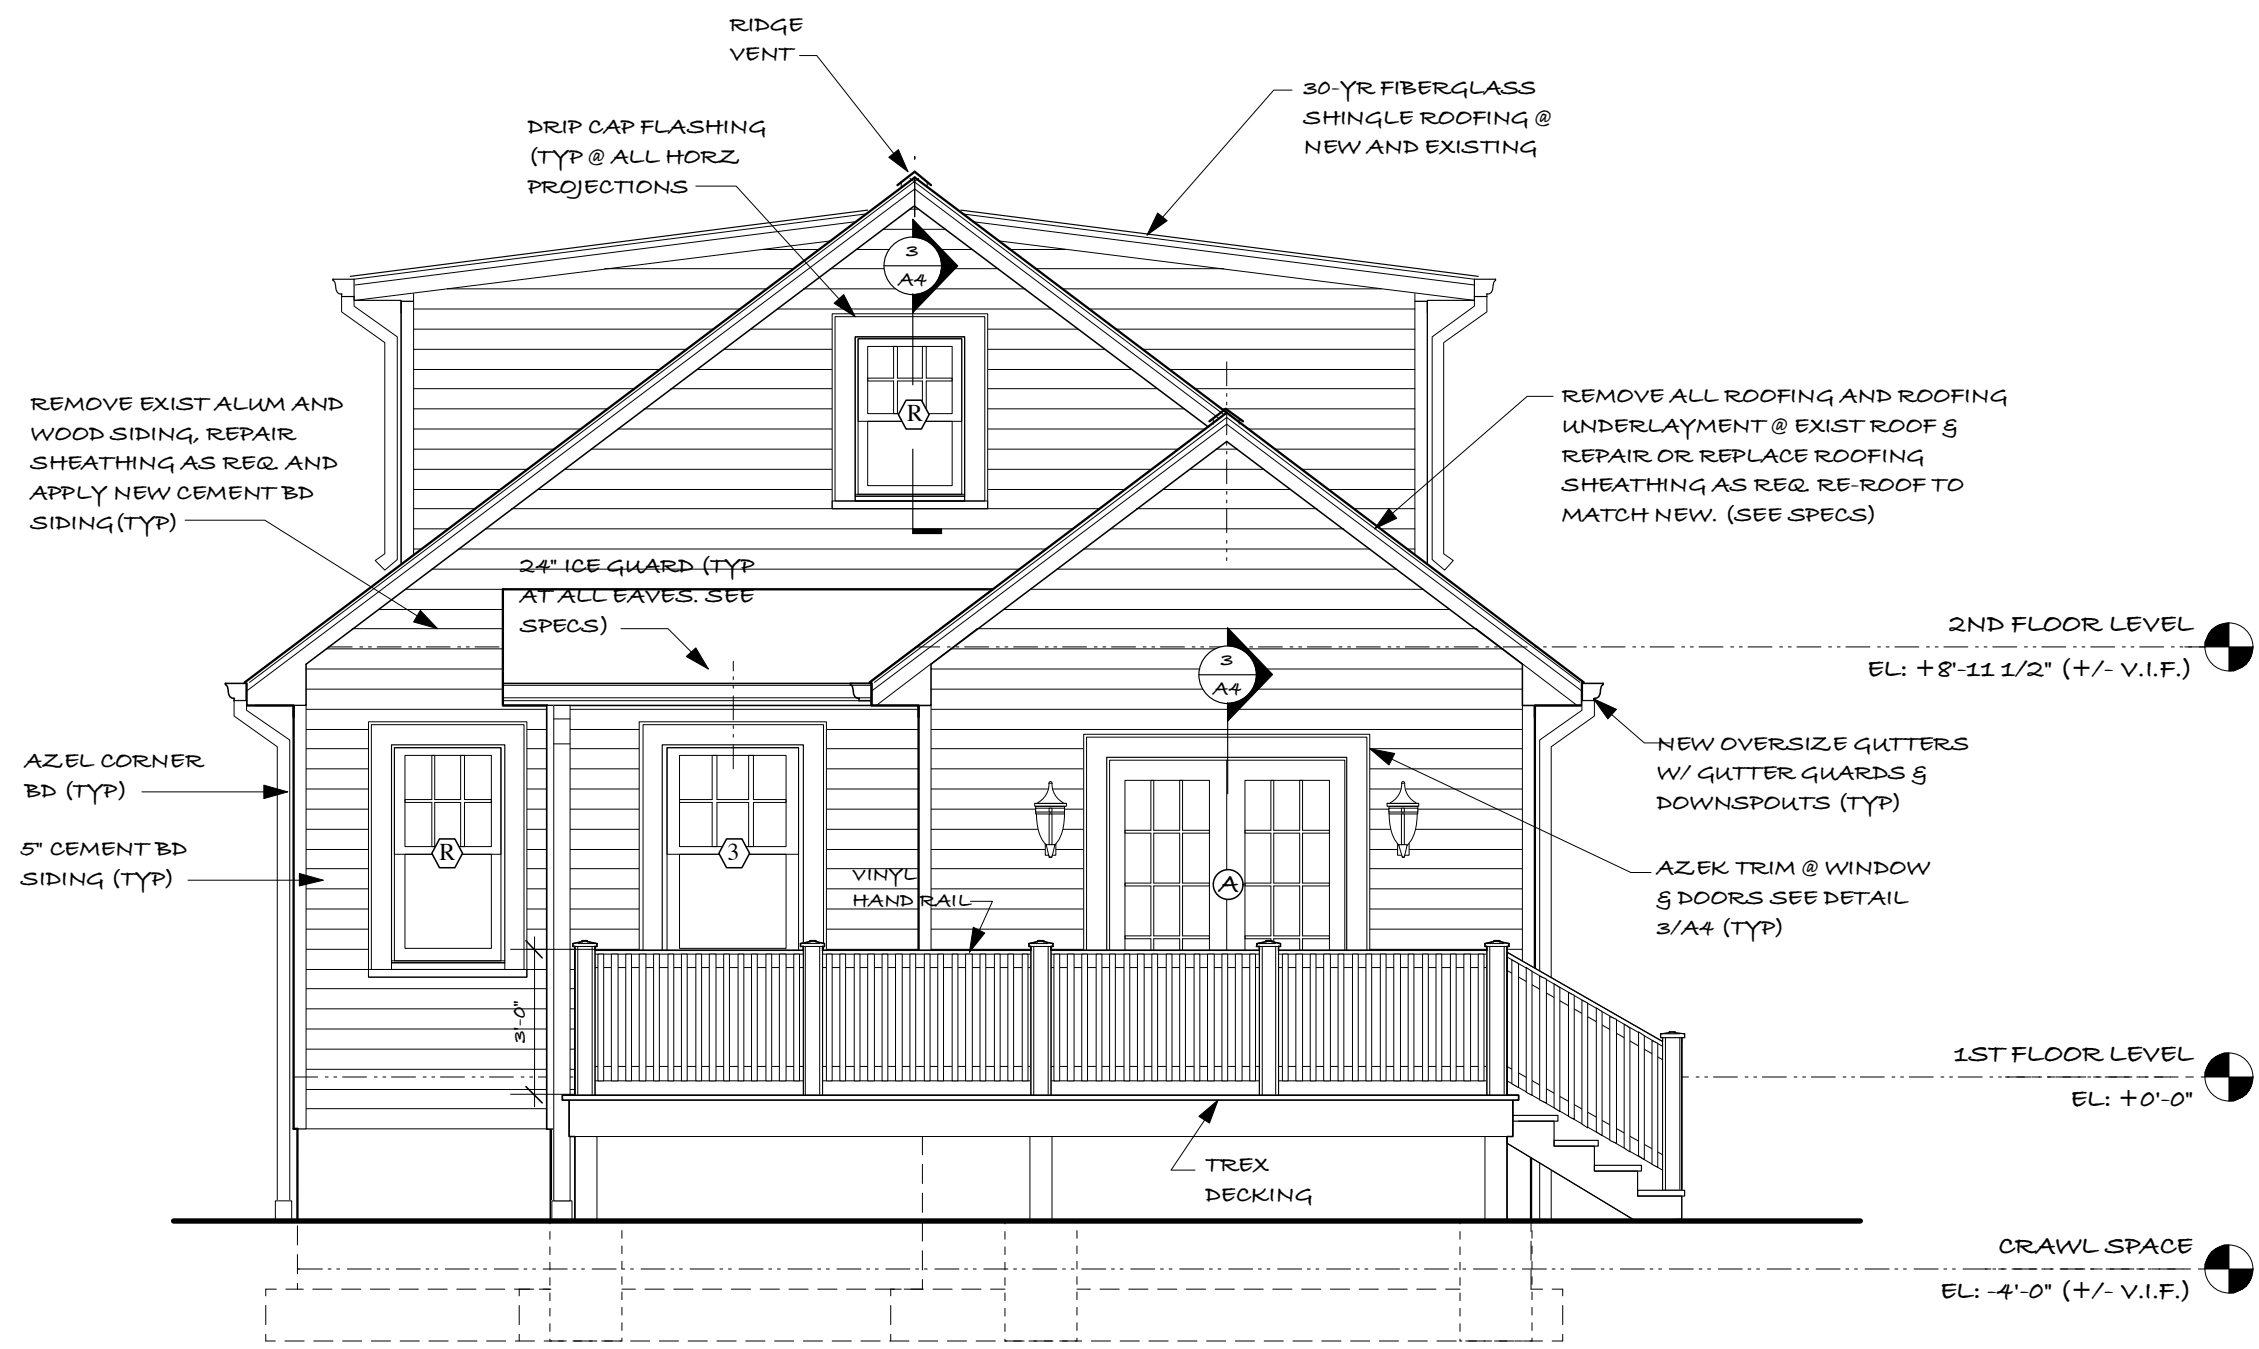 RIDGE
VENT
30-YR FIBERGLASS
SHINGLE ROOFING @
NEW AND EXISTING
DRIP CAP FLASHING
(TYP @ ALL HORZ
PROJECTIONS
3
A4
REMOVE EXIST ALUM AND
WOOD SIDING, REPAIR
SHEATHING AS REQ. AND
APPLY NEW CEMENT BD
SIDING (TYP)
R
REMOVE ALL ROOFING AND ROOFING
UNDERLAYMENT @ EXIST ROOF &
REPAIR OR REPLACE ROOFING
SHEATHING AS REQ. RE-ROOF TO
MATCH NEW. (SEE SPECS)
24" ICE GUARD (TYP
AT ALL EAVES. SEE
SPECS)
2ND FLOOR LEVEL
EL: +8'-11 1/2" (+/- V.I.F.)
3
A4
AZEL CORNER
BD (TYP)
NEW OVERSIZE GUTTERS
W/ GUTTER GUARDS &
DOWNSPOUTS (TYP)
5" CEMENT BD
SIDING (TYP)
R
3
VINYL
HAND RAIL
A
AZEK TRIM @ WINDOW
& DOORS SEE DETAIL
3/A4 (TYP)
3'-0"
1ST FLOOR LEVEL
EL: +0'-0"
TREX
DECKING
CRAWL SPACE
EL: -4'-0" (+/- V.I.F.)